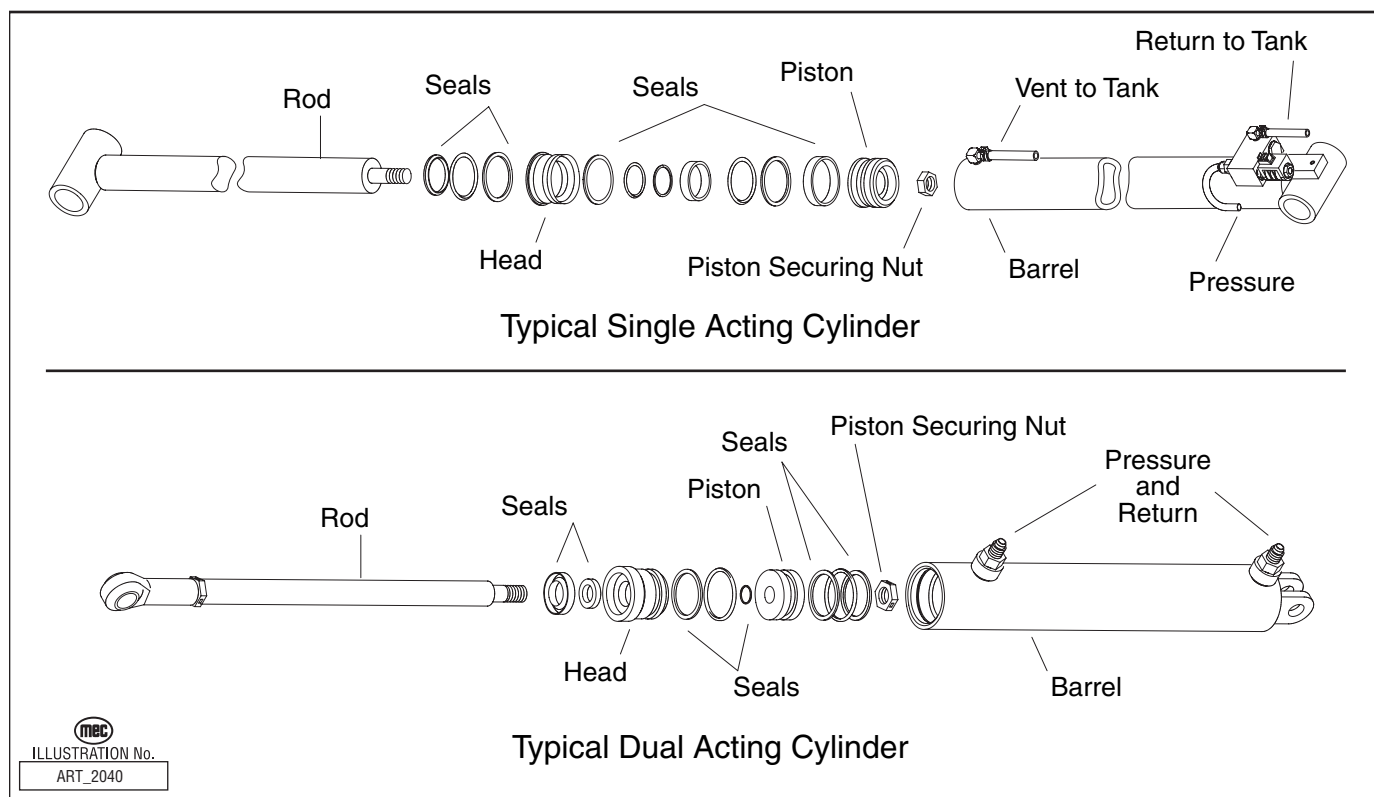 Return to Tank
Piston
Vent to Tank
Seals
Seals
Rod
Head
Piston Securing Nut
Barrel
Pressure
Typical Single Acting Cylinder
Piston Securing Nut
Seals
Pressure
and
Return
Piston
Seals
Rod
Head
Seals
Barrel
Typical Dual Acting Cylinder
mec
ILLUSTRATION No.
ART_2040